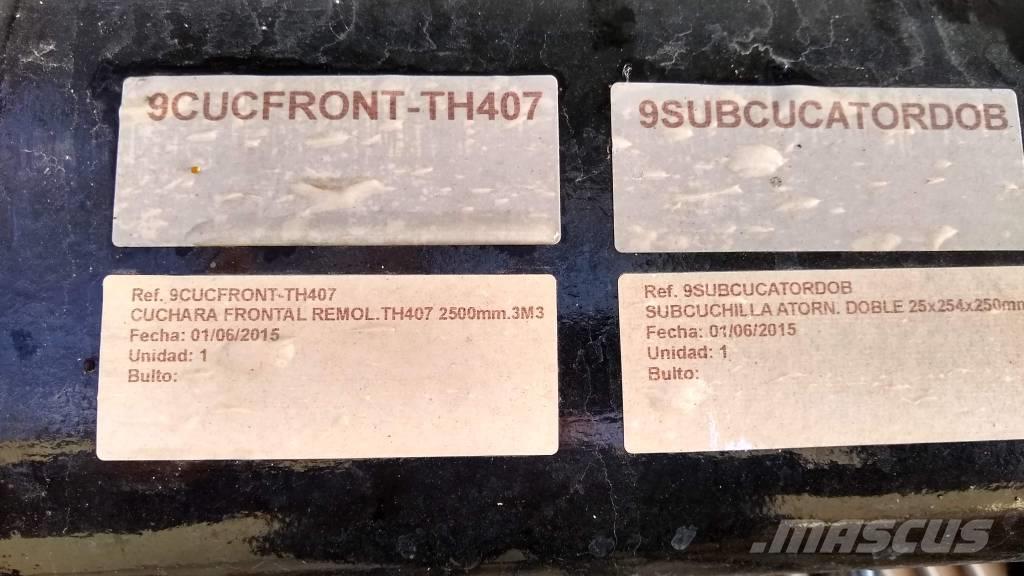 9CUCFRONT-TH407
9SUBCUCATORDOB
Ref. 9CUCFRONT-TH407
CUCHARA FRONTAL REMOL.TH407 2500mm.3M3
Fecha: 01/06/2015
Unidad: 1
Bulto:
Ref. 9SUBCUCATORDOB
SUBCUCHILLA ATORN. DOBLE 25x254x250mm
Fecha: 01/06/2015
Unidad: 1
Bulto:
.MASCUS